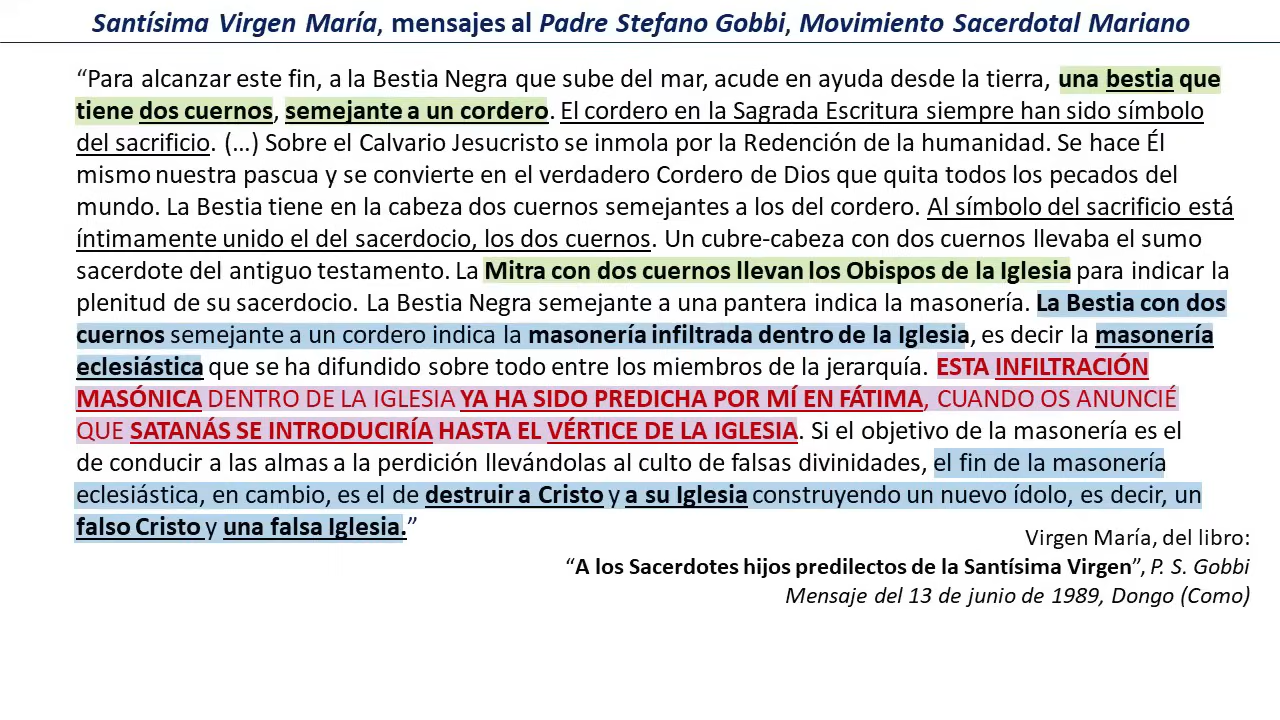 Santísima Virgen María, mensajes al Padre Stefano Gobbi, Movimiento Sacerdotal Mariano
“Para alcanzar este fin, a la Bestia Negra que sube del mar, acude en ayuda desde la tierra, una bestia que
tiene dos cuernos, semejante a un cordero. El cordero en la Sagrada Escritura siempre han sido símbolo
del sacrificio. (…) Sobre el Calvario Jesucristo se inmola por la Redención de la humanidad. Se hace Él
mismo nuestra pascua y se convierte en el verdadero Cordero de Dios que quita todos los pecados del
mundo. La Bestia tiene en la cabeza dos cuernos semejantes a los del cordero. Al símbolo del sacrificio está
íntimamente unido el del sacerdocio, los dos cuernos. Un cubre-cabeza con dos cuernos llevaba el sumo
sacerdote del antiguo testamento. La Mitra con dos cuernos llevan los Obispos de la Iglesia para indicar la
plenitud de su sacerdocio. La Bestia Negra semejante a una pantera indica la masonería. La Bestia con dos
cuernos semejante a un cordero indica la masonería infiltrada dentro de la Iglesia, es decir la masonería
eclesiástica que se ha difundido sobre todo entre los miembros de la jerarquía. ESTA INFILTRACIÓN
MASÓNICA DENTRO DE LA IGLESIA YA HA SIDO PREDICHA POR MÍ EN FÁTIMA, CUANDO OS ANUNCIÉ
QUE SATANÁS SE INTRODUCIRÍA HASTA EL VÉRTICE DE LA IGLESIA. Si el objetivo de la masonería es el
de conducir a las almas a la perdición llevándolas al culto de falsas divinidades, el fin de la masonería
eclesiástica, en cambio, es el de destruir a Cristo y a su Iglesia construyendo un nuevo ídolo, es decir, un
falso Cristo y una falsa Iglesia.”
Virgen María, del libro:
“A los Sacerdotes hijos predilectos de la Santísima Virgen”, P. S. Gobbi
Mensaje del 13 de junio de 1989, Dongo (Como)